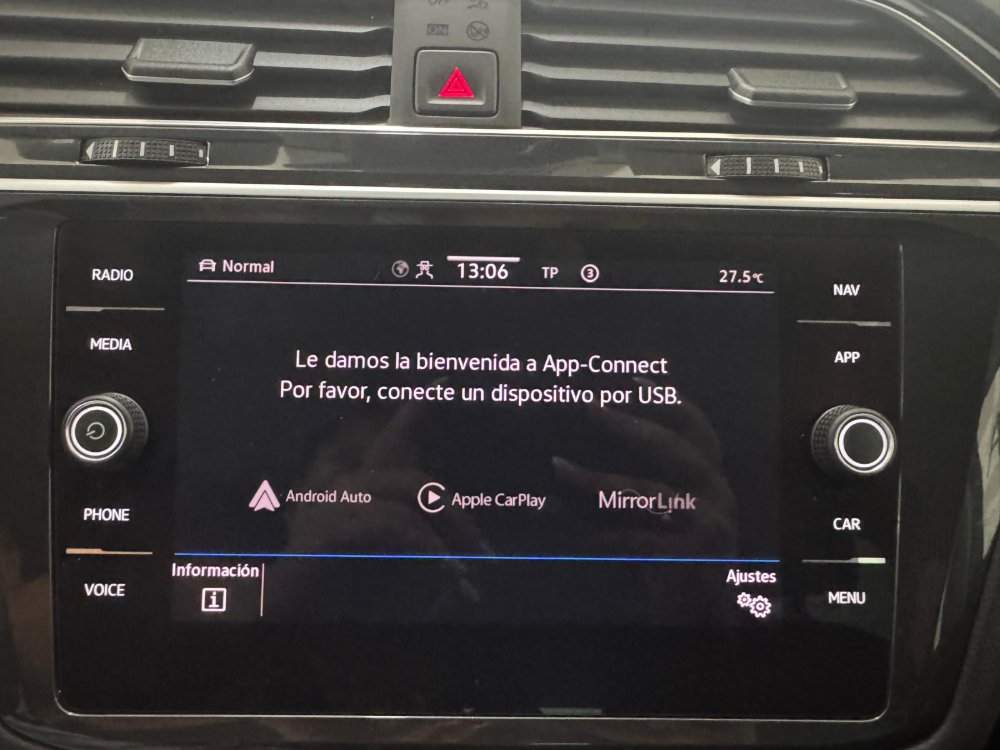 ON
RADIO
MEDIA
PHONE
VOICE
Normal
13:06
TP
3
27.5°C
Le damos la bienvenida a App-Connect
Por favor, conecte un dispositivo por USB.
Android Auto
Apple CarPlay
MirrorLink
Información
i
Ajustes
NAV
APP
CAR
MENU